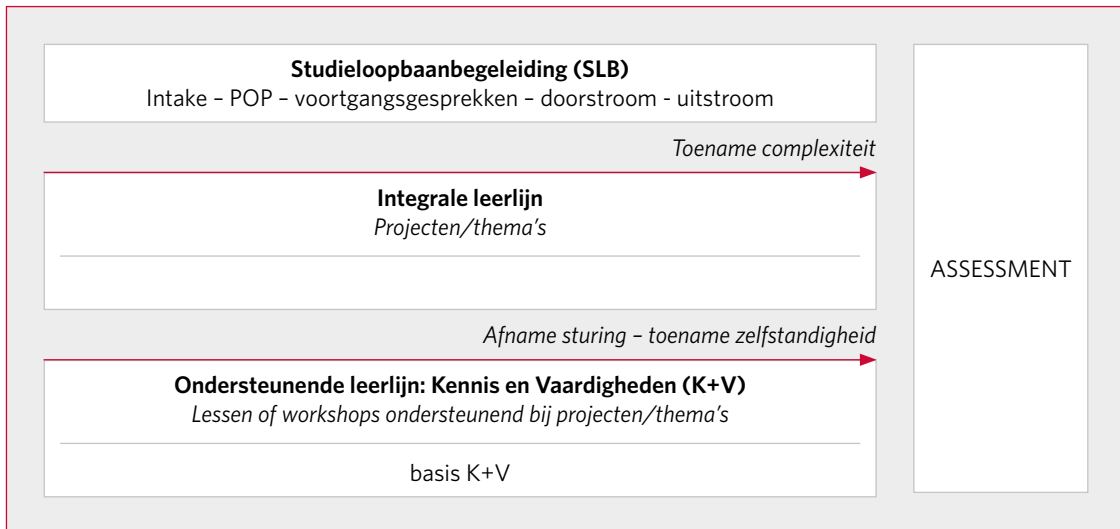 Studieloopbaanbegeleiding (SLB)
Intake – POP – voortgangsgesprekken – doorstroom - uitstroom
Toename complexiteit
Integrale leerlijn
Projecten/thema's
ASSESSMENT
Afname sturing – toename zelfstandigheid
Ondersteunende leerlijn: Kennis en Vaardigheden (K+V)
Lessen of workshops ondersteunend bij projecten/thema's
basis K+V